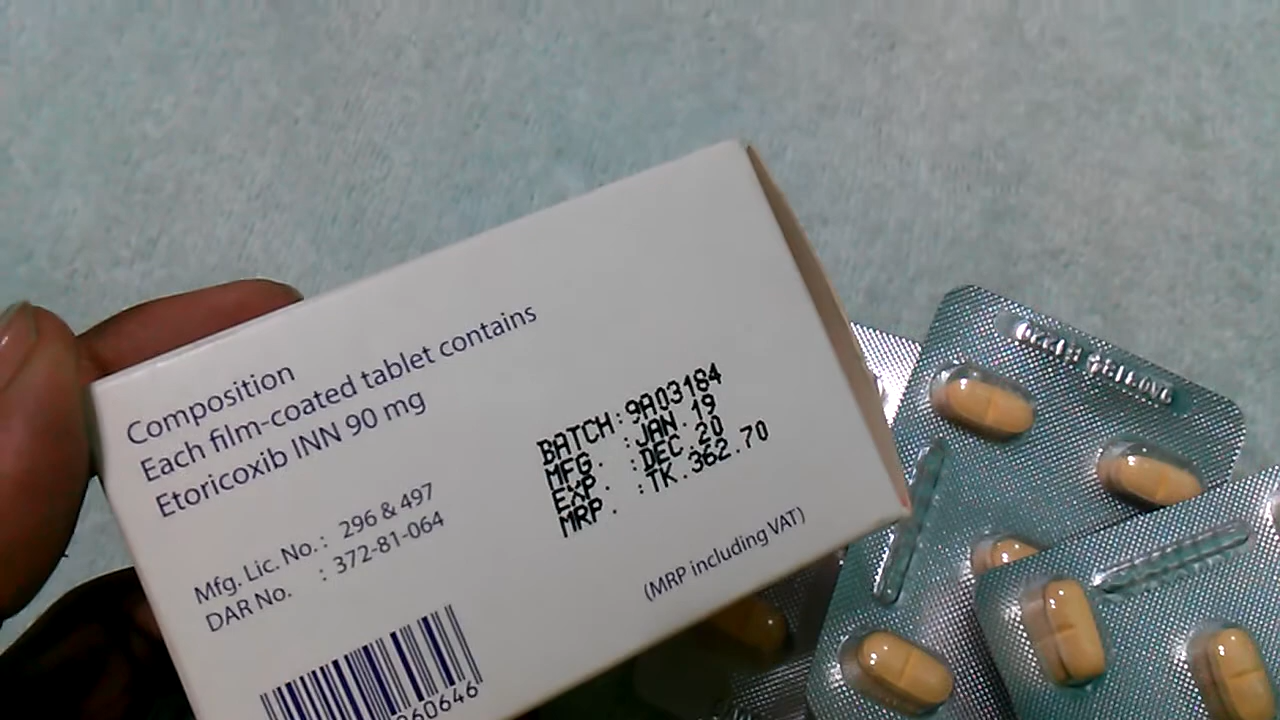 Composition
Each film-coated tablet contains
Etoricoxib INN 90 mg
Mfg. Lic. No. : 296 & 497
DAR No. : 372-81-064
BATCH:9A03184
MFG. :JAN.19
EXP. :DEC.20
MRP. :TK.362.70
(MRP including VAT)
60646